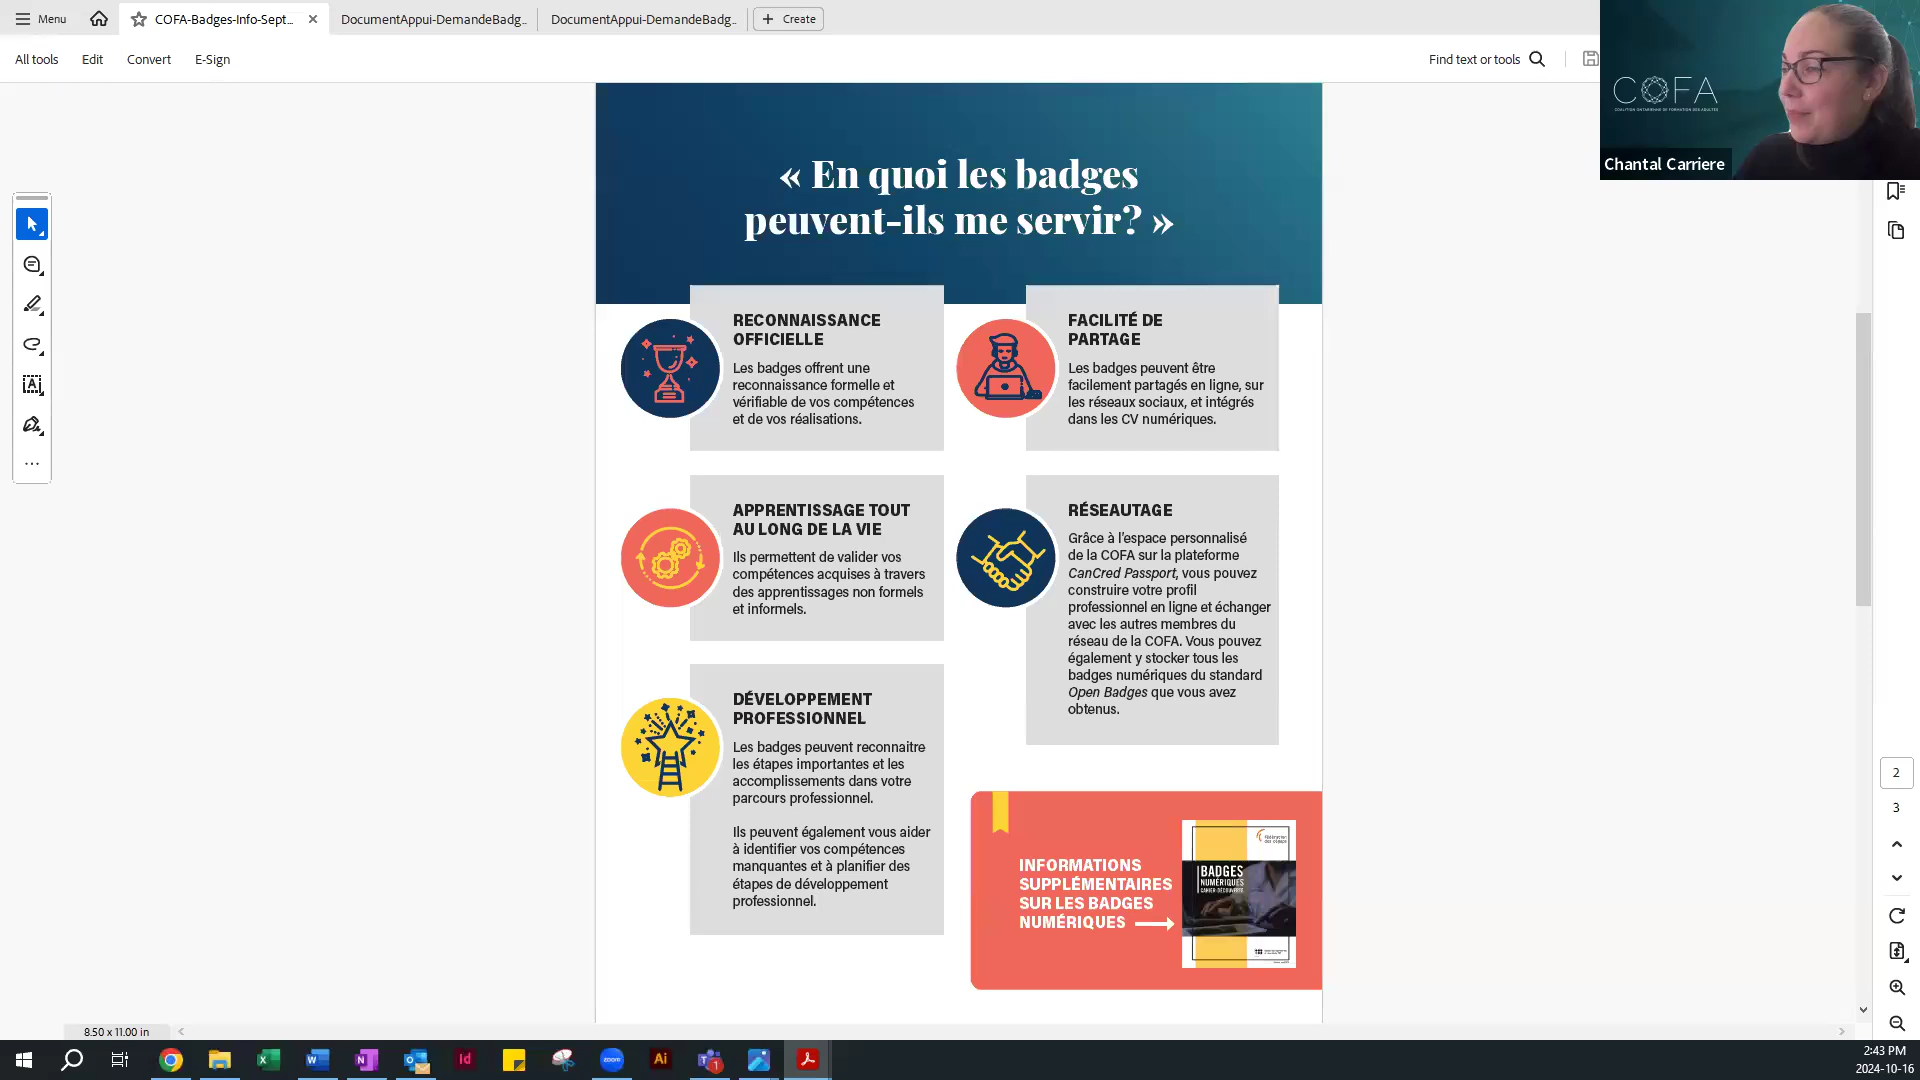 Menu
COFA-Badges-Info-Sept...
DocumentAppui-DemandeBadg...
DocumentAppui-DemandeBadg...
Create
All tools
Edit
Convert
E-Sign
Find text or tools
COFA
COALITION ONTARIENNE DE FORMATION DES ADULTES
Chantal Carriere
« En quoi les badges
peuvent-ils me servir? »
RECONNAISSANCE
OFFICIELLE
Les badges offrent une
reconnaissance formelle et
vérifiable de vos compétences
et de vos réalisations.
FACILITÉ DE
PARTAGE
Les badges peuvent être
facilement partagés en ligne, sur
les réseaux sociaux, et intégrés
dans les CV numériques.
APPRENTISSAGE TOUT
AU LONG DE LA VIE
Ils permettent de valider vos
compétences acquises à travers
des apprentissages non formels
et informels.
RÉSEAUTAGE
Grâce à l'espace personnalisé
de la COFA sur la plateforme
CanCred Passport, vous pouvez
construire votre profil
professionnel en ligne et échanger
avec les autres membres du
réseau de la COFA. Vous pouvez
également y stocker tous les
badges numériques du standard
Open Badges que vous avez
obtenus.
DÉVELOPPEMENT
PROFESSIONNEL
Les badges peuvent reconnaitre
les étapes importantes et les
accomplissements dans votre
parcours professionnel.
Ils peuvent également vous aider
à identifier vos compétences
manquantes et à planifier des
étapes de développement
professionnel.
INFORMATIONS
SUPPLÉMENTAIRES
SUR LES BADGES
NUMÉRIQUES
BADGES
NUMÉRIQUES
CAHIER DÉCOUVERTE
2
3
8.50 x 11.00 in
2:43 PM
2024-10-16